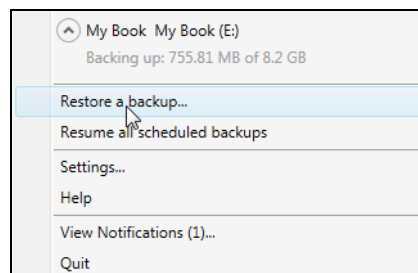 My Book My Book (E:)
Backing up: 755.81 MB of 8.2 GB
Restore a backup...
Resume all scheduled backups
Settings...
Help
View Notifications (1)...
Quit